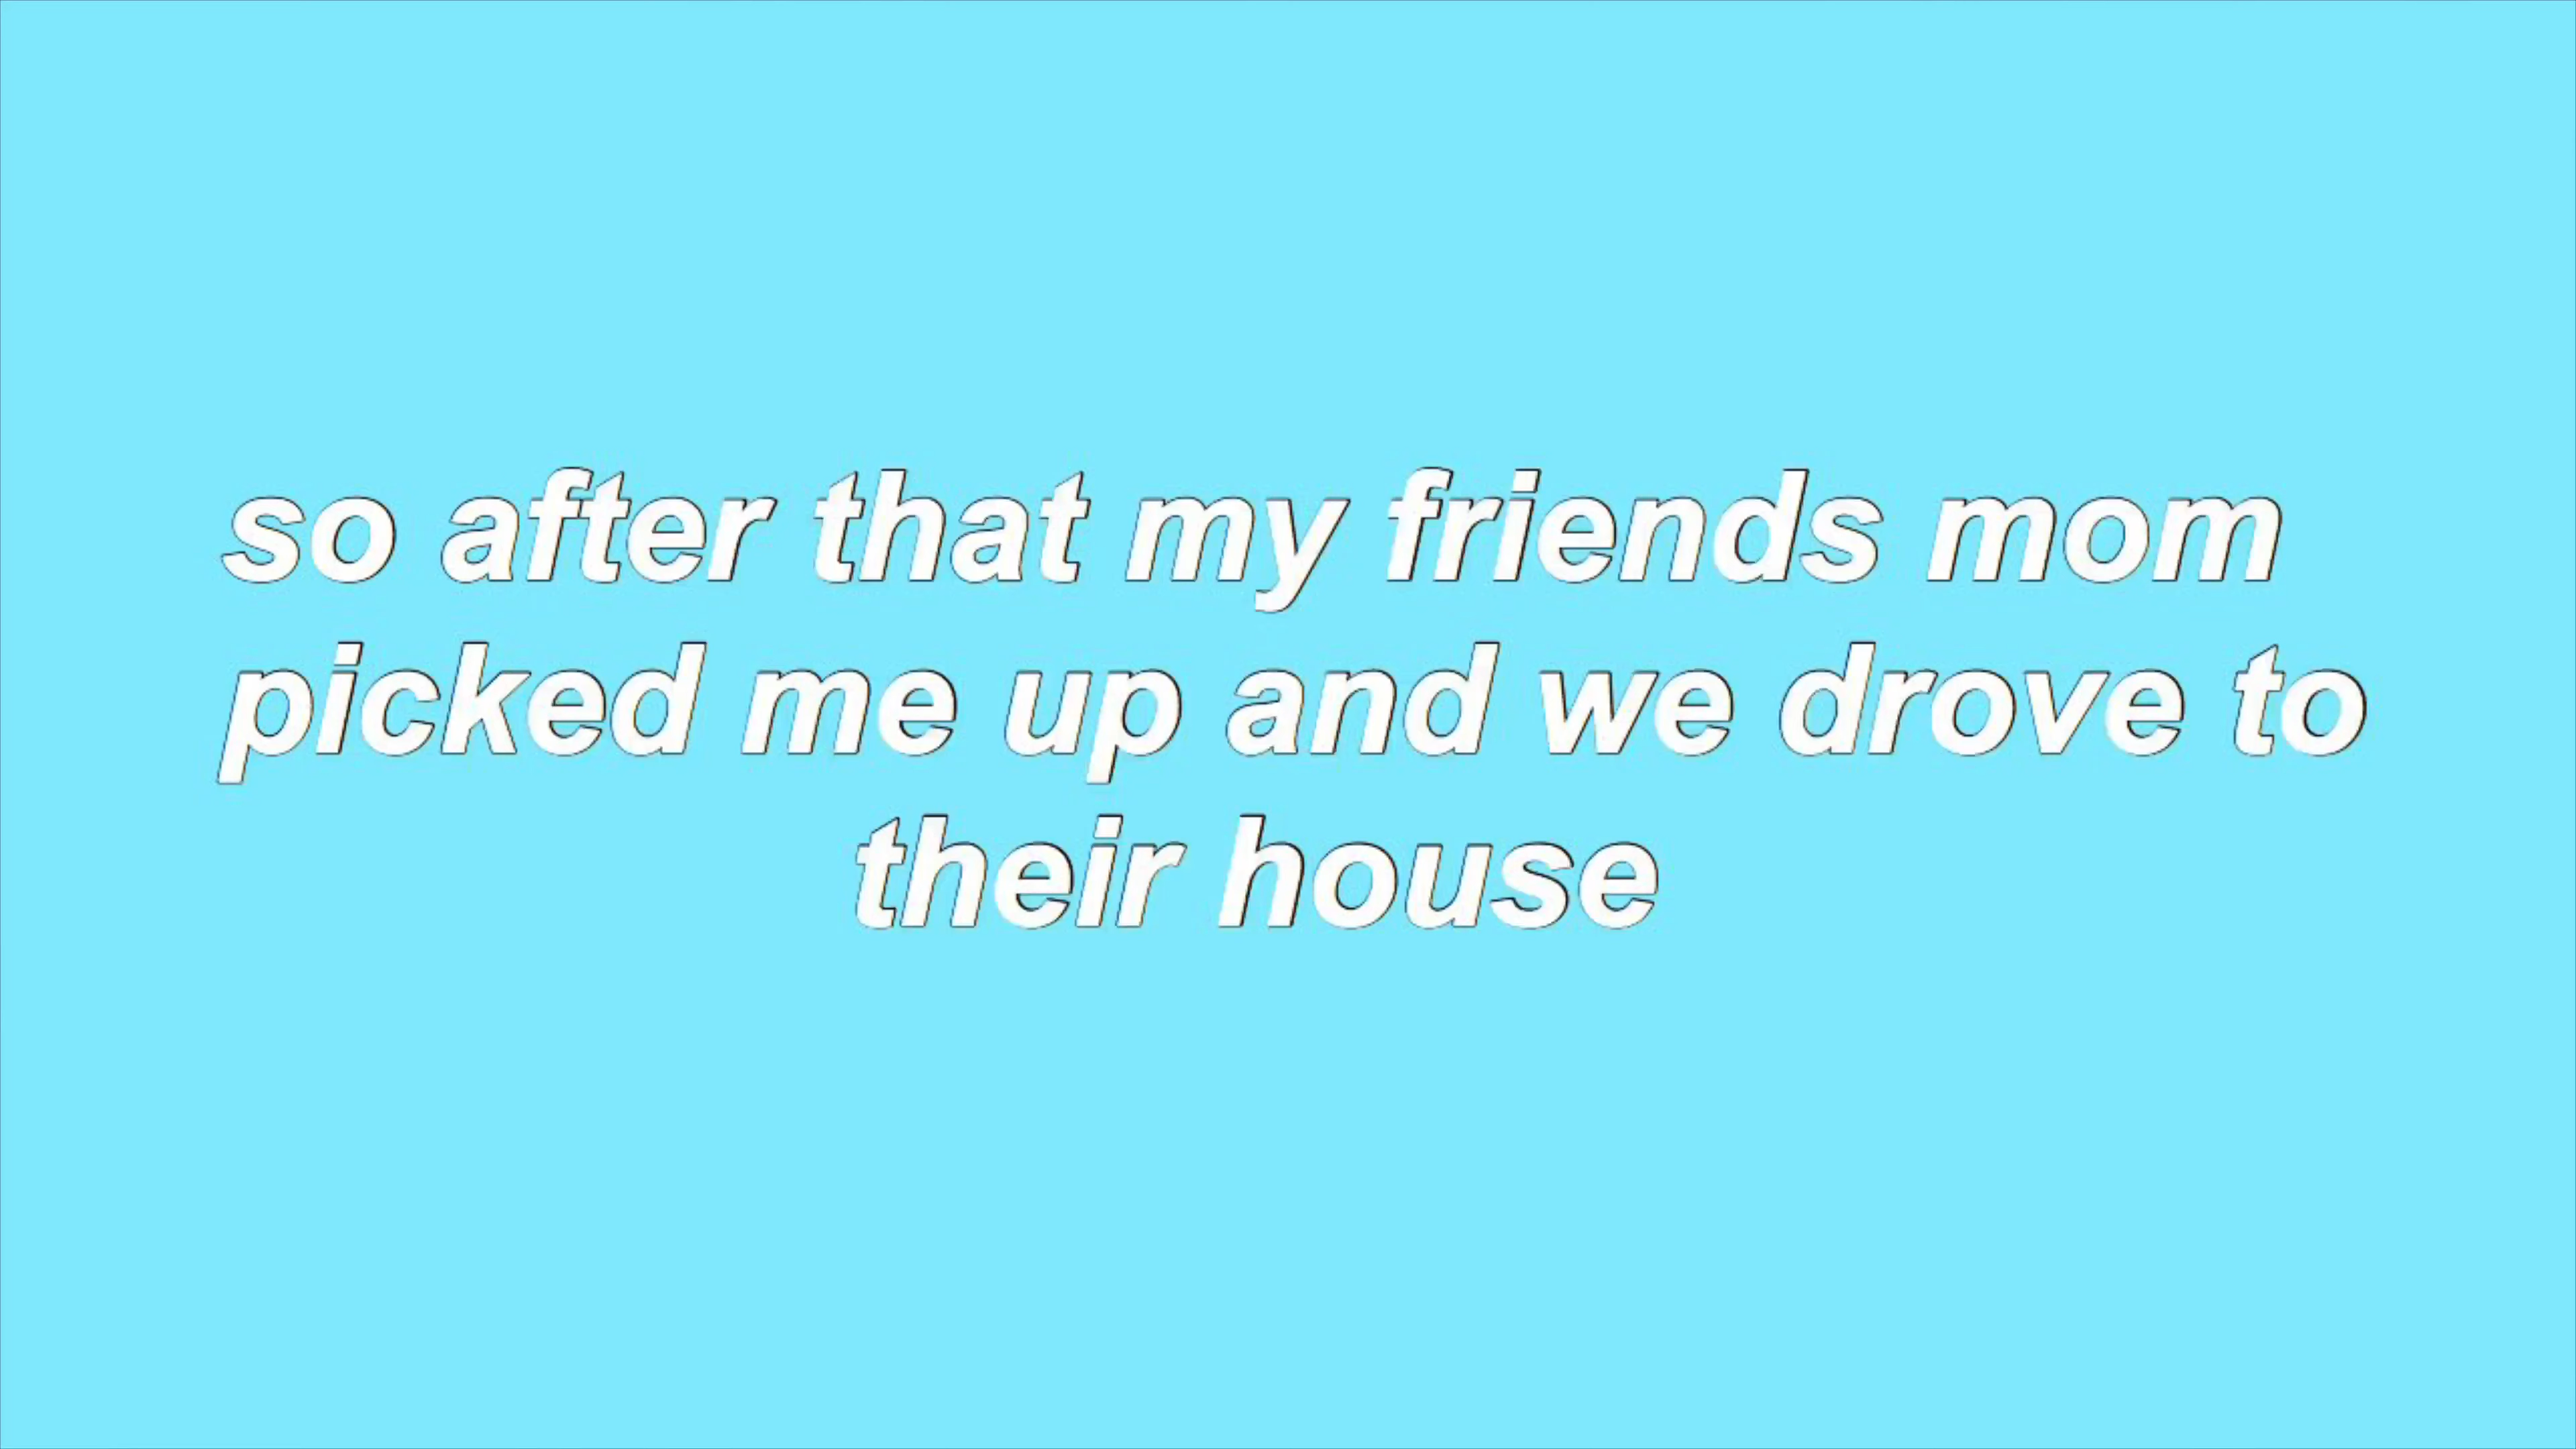 so after that my friends mom
picked me up and we drove to
their house